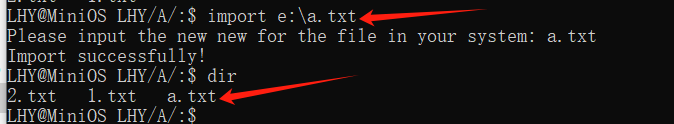 LHY@MiniOS LHY/A/:$ import e:\a.txt
Please input the new new for the file in your system: a.txt
Import successfully!
LHY@MiniOS LHY/A/:$ dir
2.txt   1.txt   a.txt
LHY@MiniOS LHY/A/:$